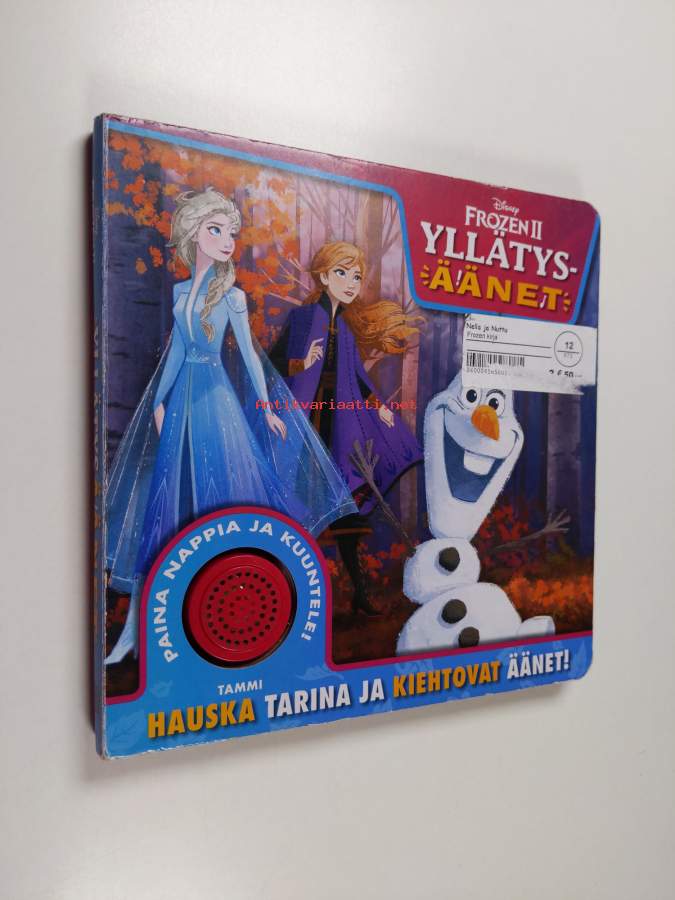 Disney
FROZEN II
YLLÄTYS-
ÄÄNET
Nella ja Nuttu
Frozen kirja
12
Antikvariaatti.net
PAINA NAPPIA JA KUUNTELE!
TAMMI
HAUSKA TARINA JA KIEHTOVAT ÄÄNET!